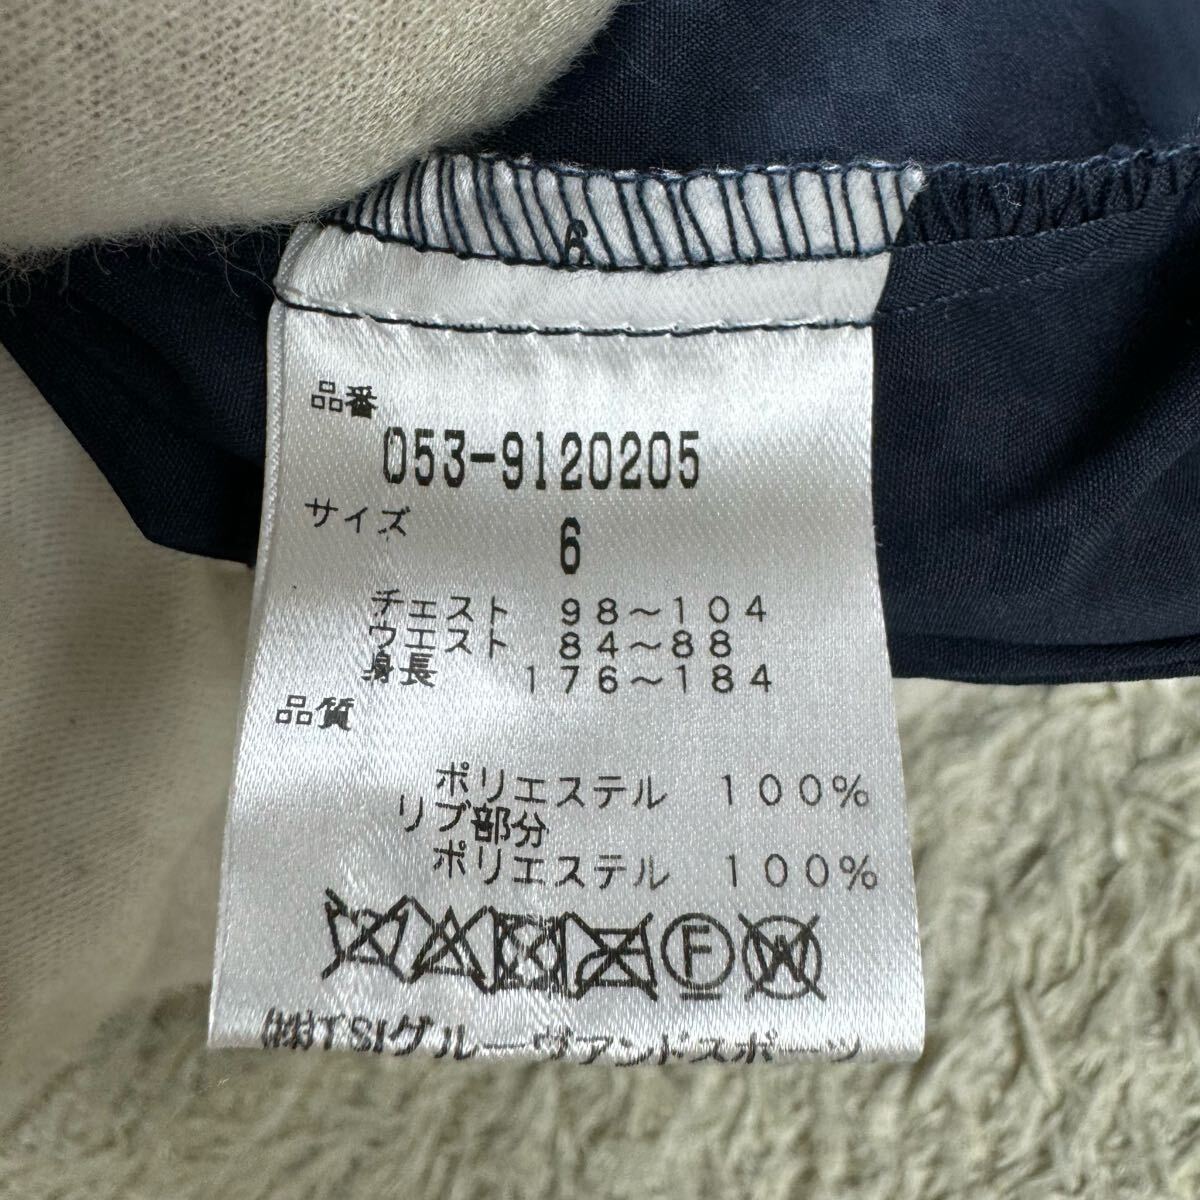 6
品番
053-9120205
サイズ
6
チェスト 98～104
ウエスト 84～88
身長 176～184
品質
ポリエステル 100%
リブ部分
ポリエステル 100%
F W
(株)TSIグルーヴアンドスポーツ